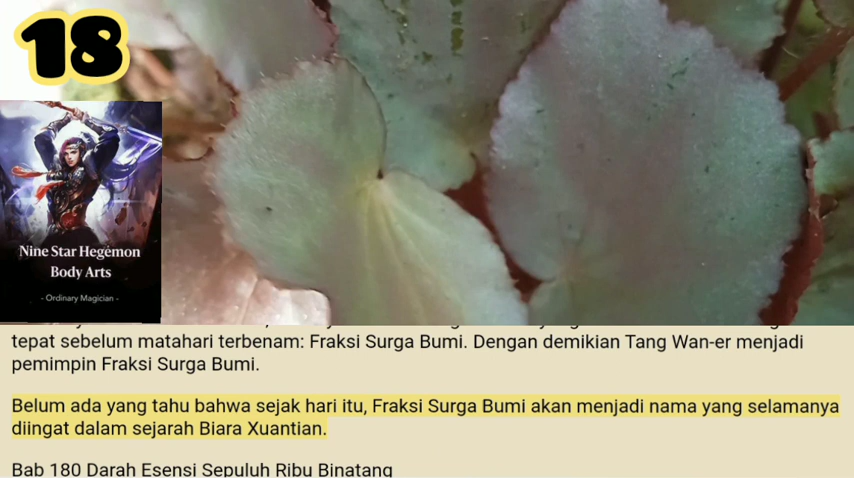 18
Nine Star Hegemon
Body Arts
- Ordinary Magician -
tepat sebelum matahari terbenam: Fraksi Surga Bumi. Dengan demikian Tang Wan-er menjadi
pemimpin Fraksi Surga Bumi.
Belum ada yang tahu bahwa sejak hari itu, Fraksi Surga Bumi akan menjadi nama yang selamanya
diingat dalam sejarah Biara Xuantian.
Bab 180 Darah Esensi Sepuluh Ribu Binatang